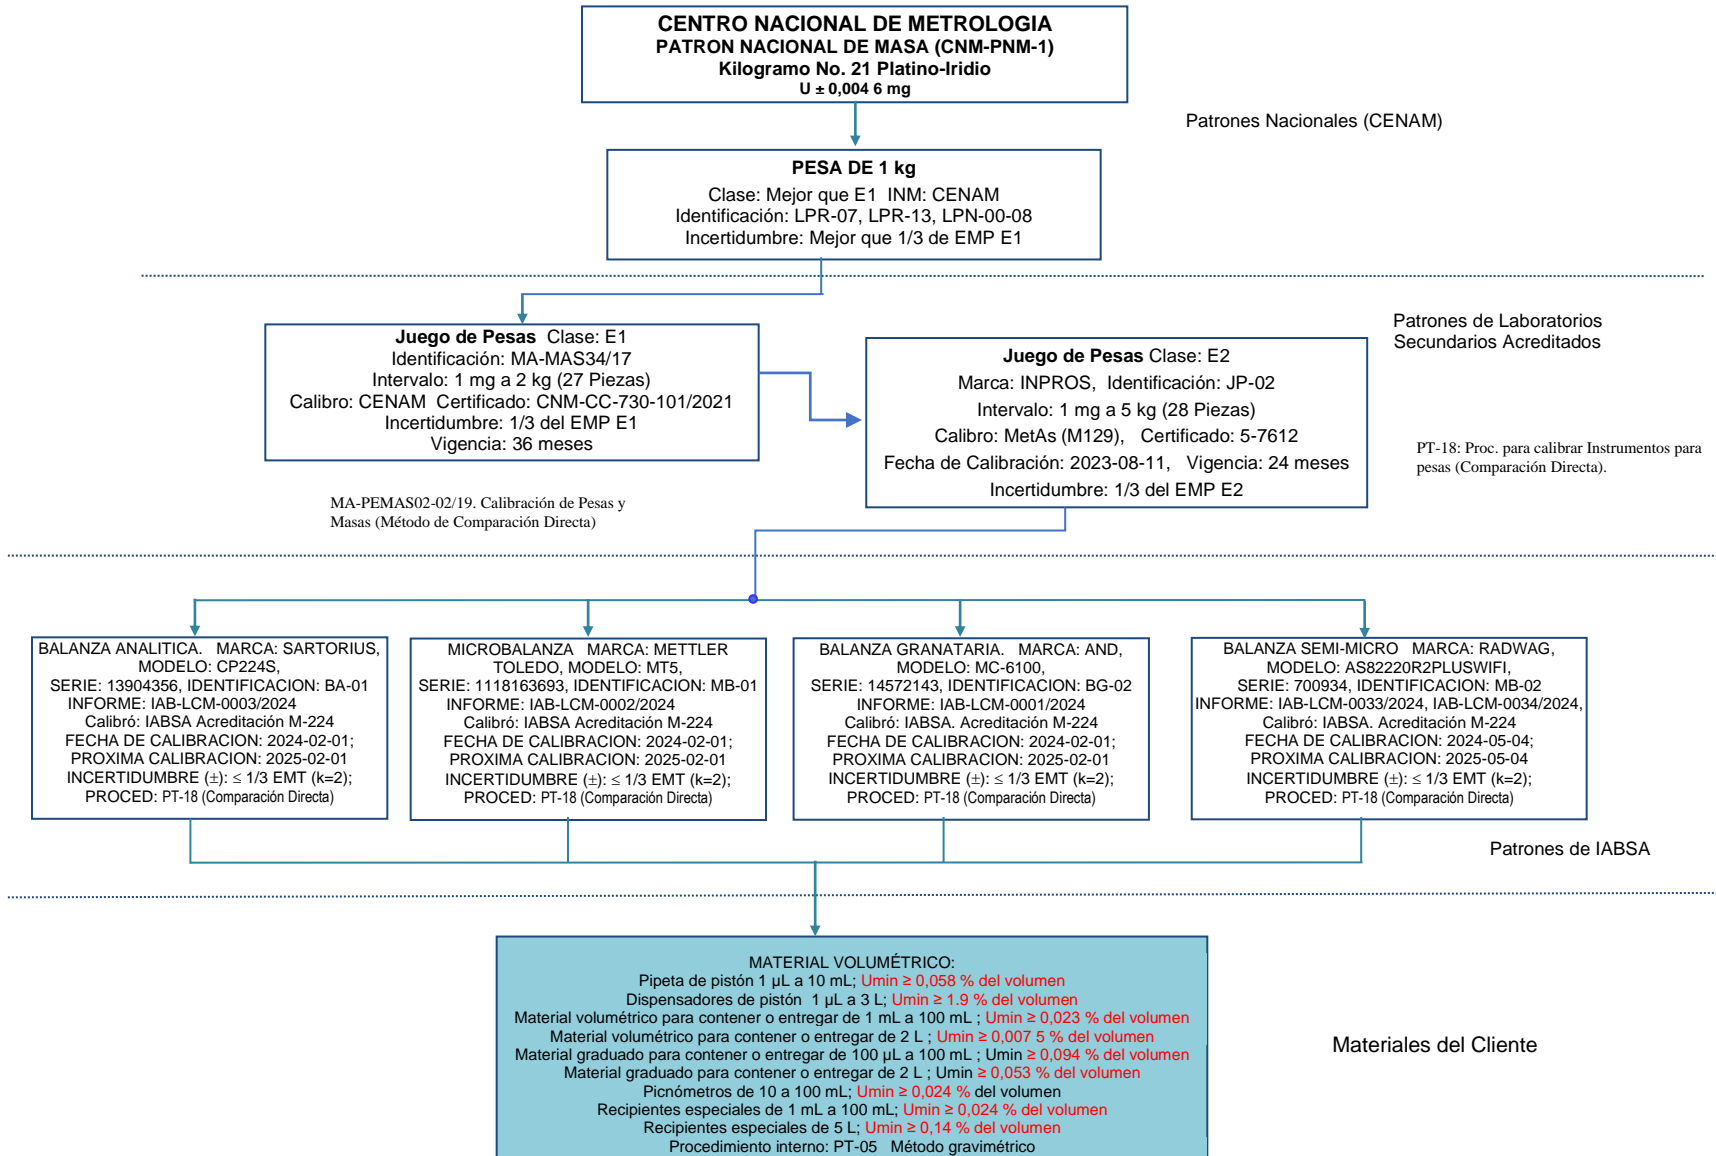 CENTRO NACIONAL DE METROLOGIA
PATRON NACIONAL DE MASA (CNM-PNM-1)
Kilogramo No. 21 Platino-Iridio
U ± 0,004 6 mg
Patrones Nacionales (CENAM)
PESA DE 1 kg
Clase: Mejor que E1 INM: CENAM
Identificación: LPR-07, LPR-13, LPN-00-08
Incertidumbre: Mejor que 1/3 de EMP E1
Juego de Pesas Clase: E1
Identificación: MA-MAS34/17
Intervalo: 1 mg a 2 kg (27 Piezas)
Calibro: CENAM Certificado: CNM-CC-730-101/2021
Incertidumbre: 1/3 del EMP E1
Vigencia: 36 meses
MA-PEMAS02-02/19. Calibración de Pesas y
Masas (Método de Comparación Directa)
Juego de Pesas Clase: E2
Marca: INPROS, Identificación: JP-02
Intervalo: 1 mg a 5 kg (28 Piezas)
Calibro: MetAs (M129), Certificado: 5-7612
Fecha de Calibración: 2023-08-11, Vigencia: 24 meses
Incertidumbre: 1/3 del EMP E2
Patrones de Laboratorios
Secundarios Acreditados
PT-18: Proc. para calibrar Instrumentos para
pesas (Comparación Directa).
BALANZA ANALITICA. MARCA: SARTORIUS,
MODELO: CP224S,
SERIE: 13904356, IDENTIFICACION: BA-01
INFORME: IAB-LCM-0003/2024
Calibró: IABSA Acreditación M-224
FECHA DE CALIBRACION: 2024-02-01;
PROXIMA CALIBRACION: 2025-02-01
INCERTIDUMBRE (±): ≤ 1/3 EMT (k=2);
PROCED: PT-18 (Comparación Directa)
MICROBALANZA MARCA: METTLER
TOLEDO, MODELO: MT5,
SERIE: 1118163693, IDENTIFICACION: MB-01
INFORME: IAB-LCM-0002/2024
Calibró: IABSA Acreditación M-224
FECHA DE CALIBRACION: 2024-02-01;
PROXIMA CALIBRACION: 2025-02-01
INCERTIDUMBRE (±): ≤ 1/3 EMT (k=2);
PROCED: PT-18 (Comparación Directa)
BALANZA GRANATARIA. MARCA: AND,
MODELO: MC-6100,
SERIE: 14572143, IDENTIFICACION: BG-02
INFORME: IAB-LCM-0001/2024
Calibró: IABSA. Acreditación M-224
FECHA DE CALIBRACION: 2024-02-01;
PROXIMA CALIBRACION: 2025-02-01
INCERTIDUMBRE (±): ≤ 1/3 EMT (k=2);
PROCED: PT-18 (Comparación Directa)
BALANZA SEMI-MICRO MARCA: RADWAG,
MODELO: AS82220R2PLUSWIFI,
SERIE: 700934, IDENTIFICACION: MB-02
INFORME: IAB-LCM-0033/2024, IAB-LCM-0034/2024,
Calibró: IABSA. Acreditación M-224
FECHA DE CALIBRACION: 2024-05-04;
PROXIMA CALIBRACION: 2025-05-04
INCERTIDUMBRE (±): ≤ 1/3 EMT (k=2);
PROCED: PT-18 (Comparación Directa)
Patrones de IABSA
MATERIAL VOLUMÉTRICO:
Pipeta de pistón 1 µL a 10 mL; Umin ≥ 0,058 % del volumen
Dispensadores de pistón 1 µL a 3 L; Umin ≥ 1.9 % del volumen
Material volumétrico para contener o entregar de 1 mL a 100 mL ; Umin ≥ 0,023 % del volumen
Material volumétrico para contener o entregar de 2 L ; Umin ≥ 0,007 5 % del volumen
Material graduado para contener o entregar de 100 µL a 100 mL ; Umin ≥ 0,094 % del volumen
Material graduado para contener o entregar de 2 L ; Umin ≥ 0,053 % del volumen
Picnómetros de 10 a 100 mL; Umin ≥ 0,024 % del volumen
Recipientes especiales de 1 mL a 100 mL; Umin ≥ 0,024 % del volumen
Recipientes especiales de 5 L; Umin ≥ 0,14 % del volumen
Procedimiento interno: PT-05 Método gravimétrico
Materiales del Cliente